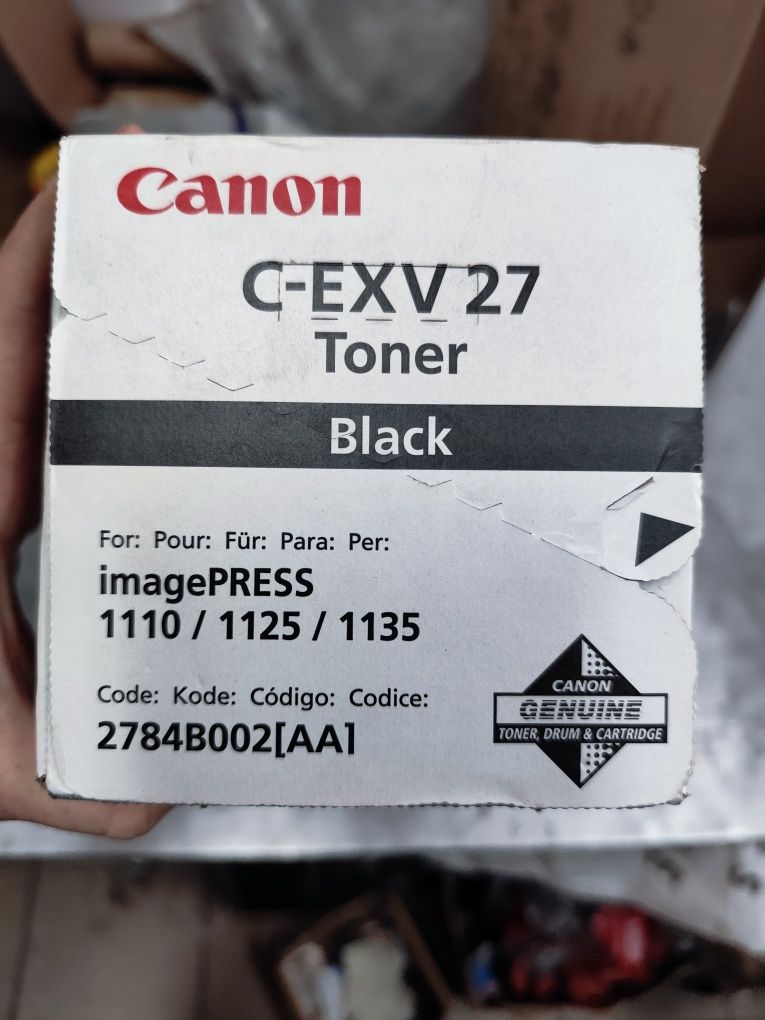 Canon
C-EXV 27
Toner
Black
For: Pour: Für: Para: Per:
imagePRESS
1110 / 1125 / 1135
Code: Kode: Código: Codice:
2784B002[AA]
CANON
GENUINE
TONER, DRUM & CARTRIDGE